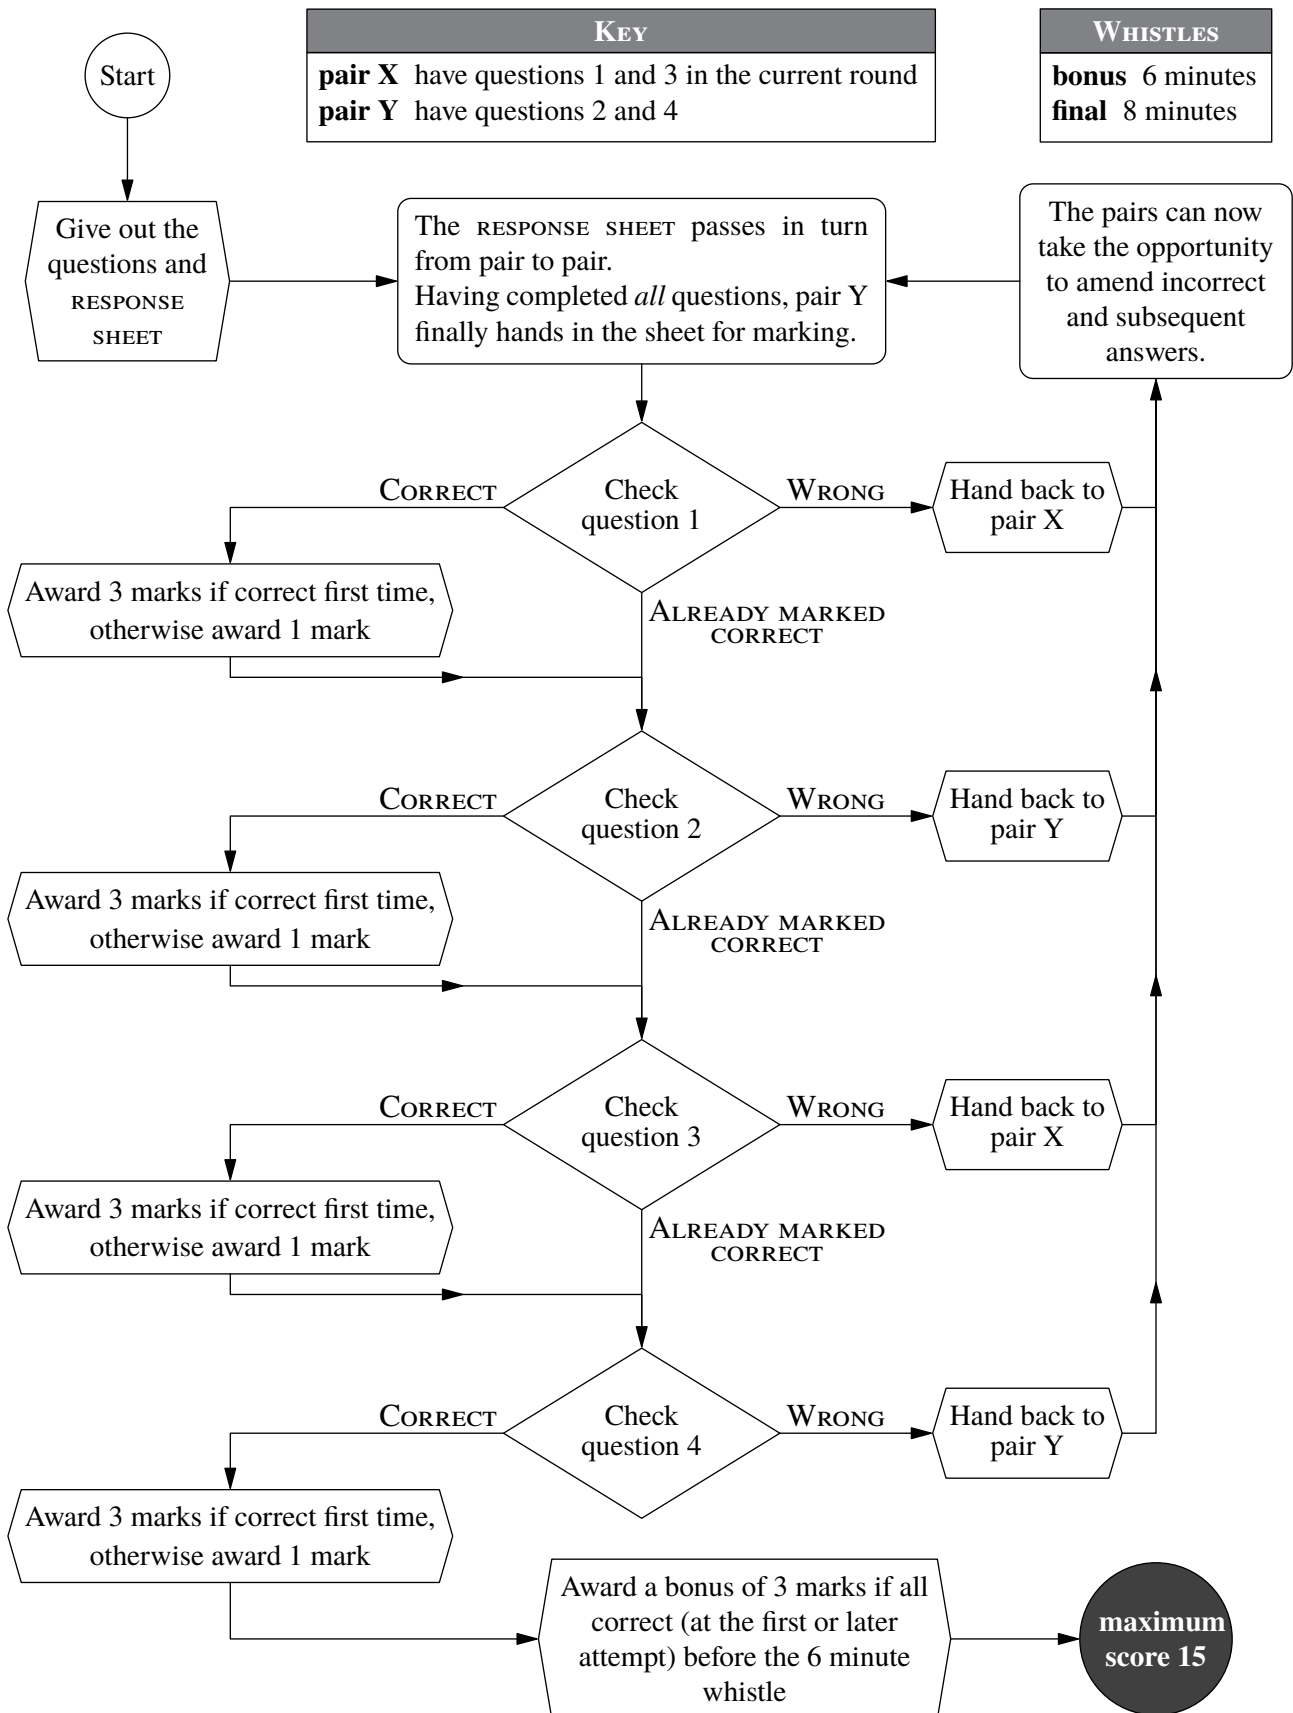 Start
KEY
pair X have questions 1 and 3 in the current round
pair Y have questions 2 and 4
WHISTLES
bonus 6 minutes
final 8 minutes
Give out the
questions and
RESPONSE
SHEET
The RESPONSE SHEET passes in turn
from pair to pair.
Having completed all questions, pair Y
finally hands in the sheet for marking.
The pairs can now
take the opportunity
to amend incorrect
and subsequent
answers.
CORRECT
Check
question 1
WRONG
Hand back to
pair X
Award 3 marks if correct first time,
otherwise award 1 mark
ALREADY MARKED
CORRECT
CORRECT
Check
question 2
WRONG
Hand back to
pair Y
Award 3 marks if correct first time,
otherwise award 1 mark
ALREADY MARKED
CORRECT
CORRECT
Check
question 3
WRONG
Hand back to
pair X
Award 3 marks if correct first time,
otherwise award 1 mark
ALREADY MARKED
CORRECT
CORRECT
Check
question 4
WRONG
Hand back to
pair Y
Award 3 marks if correct first time,
otherwise award 1 mark
Award a bonus of 3 marks if all
correct (at the first or later
attempt) before the 6 minute
whistle
maximum
score 15